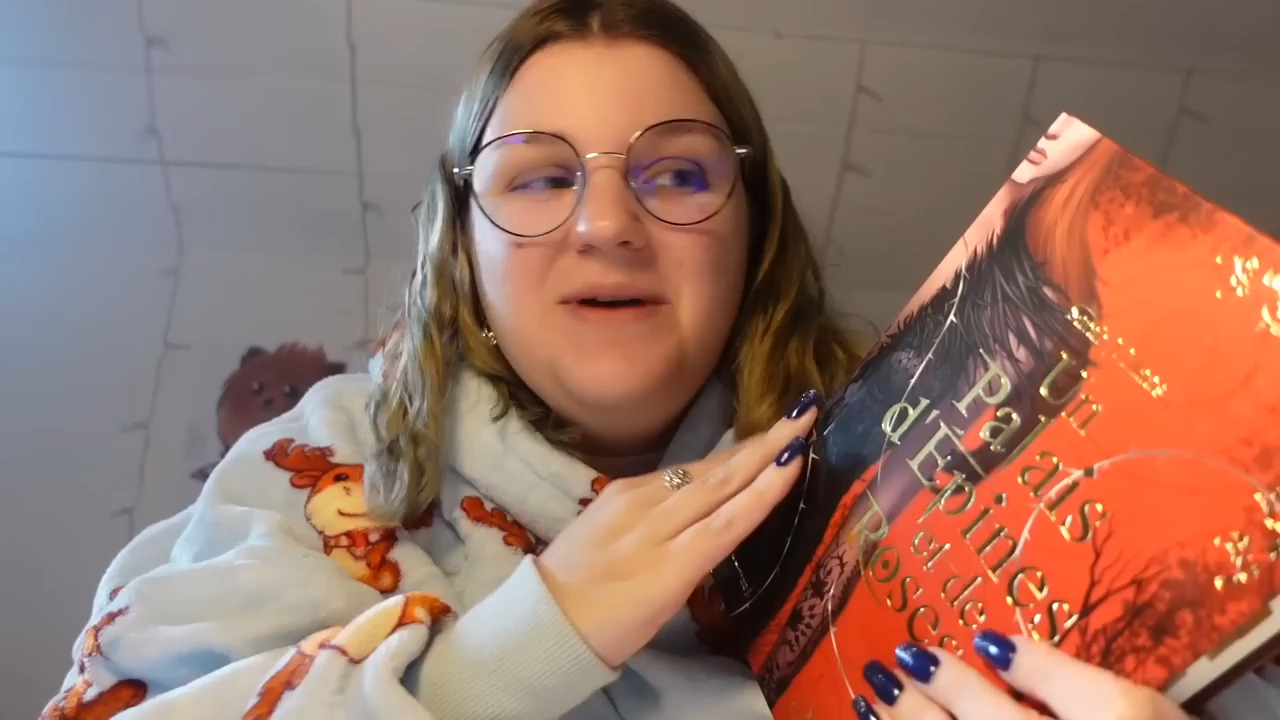 Un
Palais
d'Épines
et de
Roses